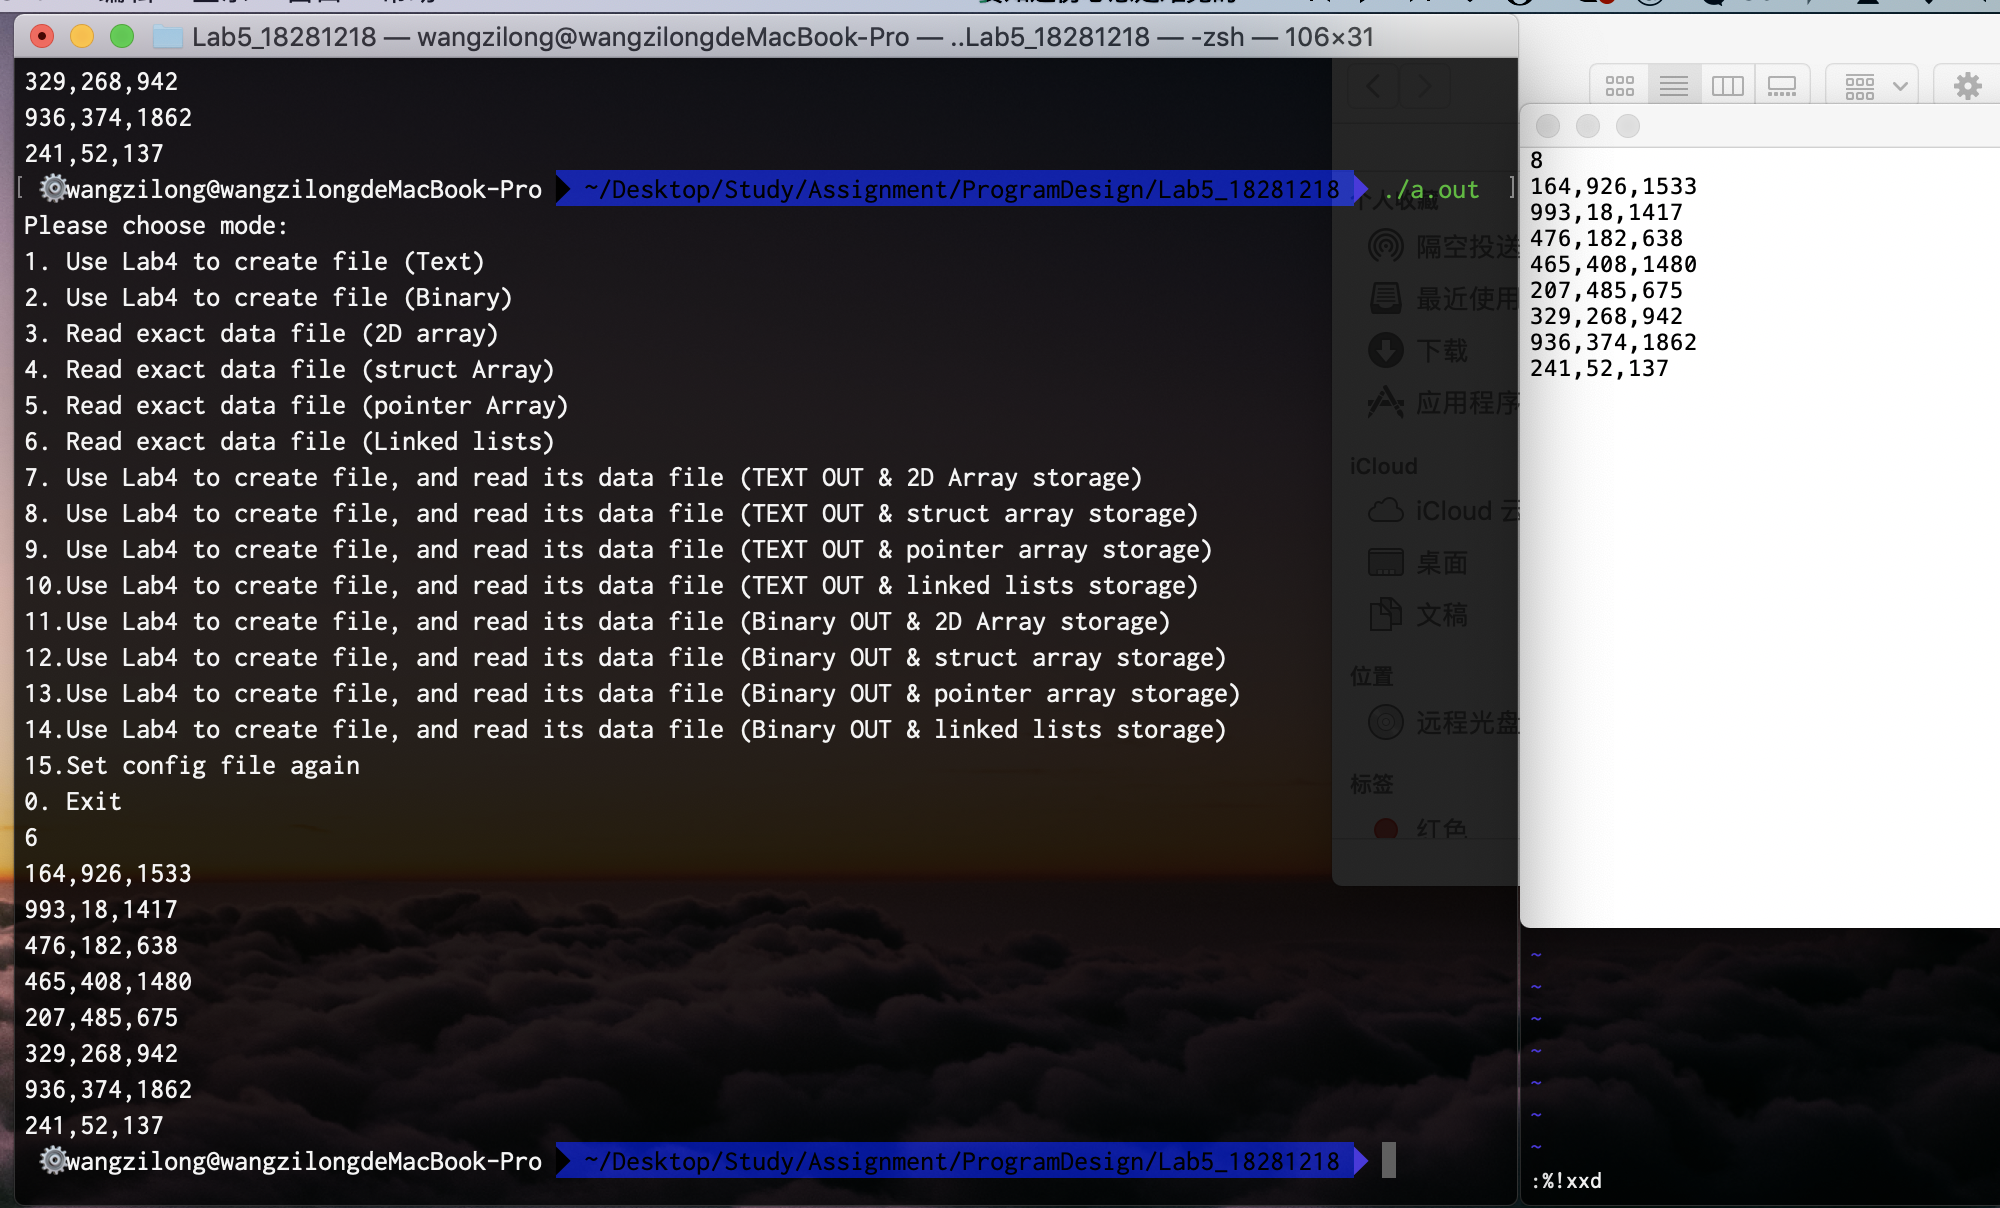 Lab5_18281218 — wangzilong@wangzilongdeMacBook-Pro — ..Lab5_18281218 — -zsh — 106×31
329,268,942
936,374,1862
241,52,137
[ wangzilong@wangzilongdeMacBook-Pro ~/Desktop/Study/Assignment/ProgramDesign/Lab5_18281218 ./a.out ]
Please choose mode:
1. Use Lab4 to create file (Text)
2. Use Lab4 to create file (Binary)
3. Read exact data file (2D array)
4. Read exact data file (struct Array)
5. Read exact data file (pointer Array)
6. Read exact data file (Linked lists)
7. Use Lab4 to create file, and read its data file (TEXT OUT & 2D Array storage)
8. Use Lab4 to create file, and read its data file (TEXT OUT & struct array storage)
9. Use Lab4 to create file, and read its data file (TEXT OUT & pointer array storage)
10.Use Lab4 to create file, and read its data file (TEXT OUT & linked lists storage)
11.Use Lab4 to create file, and read its data file (Binary OUT & 2D Array storage)
12.Use Lab4 to create file, and read its data file (Binary OUT & struct array storage)
13.Use Lab4 to create file, and read its data file (Binary OUT & pointer array storage)
14.Use Lab4 to create file, and read its data file (Binary OUT & linked lists storage)
15.Set config file again
0. Exit
6
164,926,1533
993,18,1417
476,182,638
465,408,1480
207,485,675
329,268,942
936,374,1862
241,52,137
wangzilong@wangzilongdeMacBook-Pro ~/Desktop/Study/Assignment/ProgramDesign/Lab5_18281218
个人收藏
隔空投送
最近使用
下载
应用程序
iCloud
iCloud 云
桌面
文稿
位置
远程光盘
标签
红色
8
164,926,1533
993,18,1417
476,182,638
465,408,1480
207,485,675
329,268,942
936,374,1862
241,52,137
~
~
~
~
~
~
~
:%!xxd